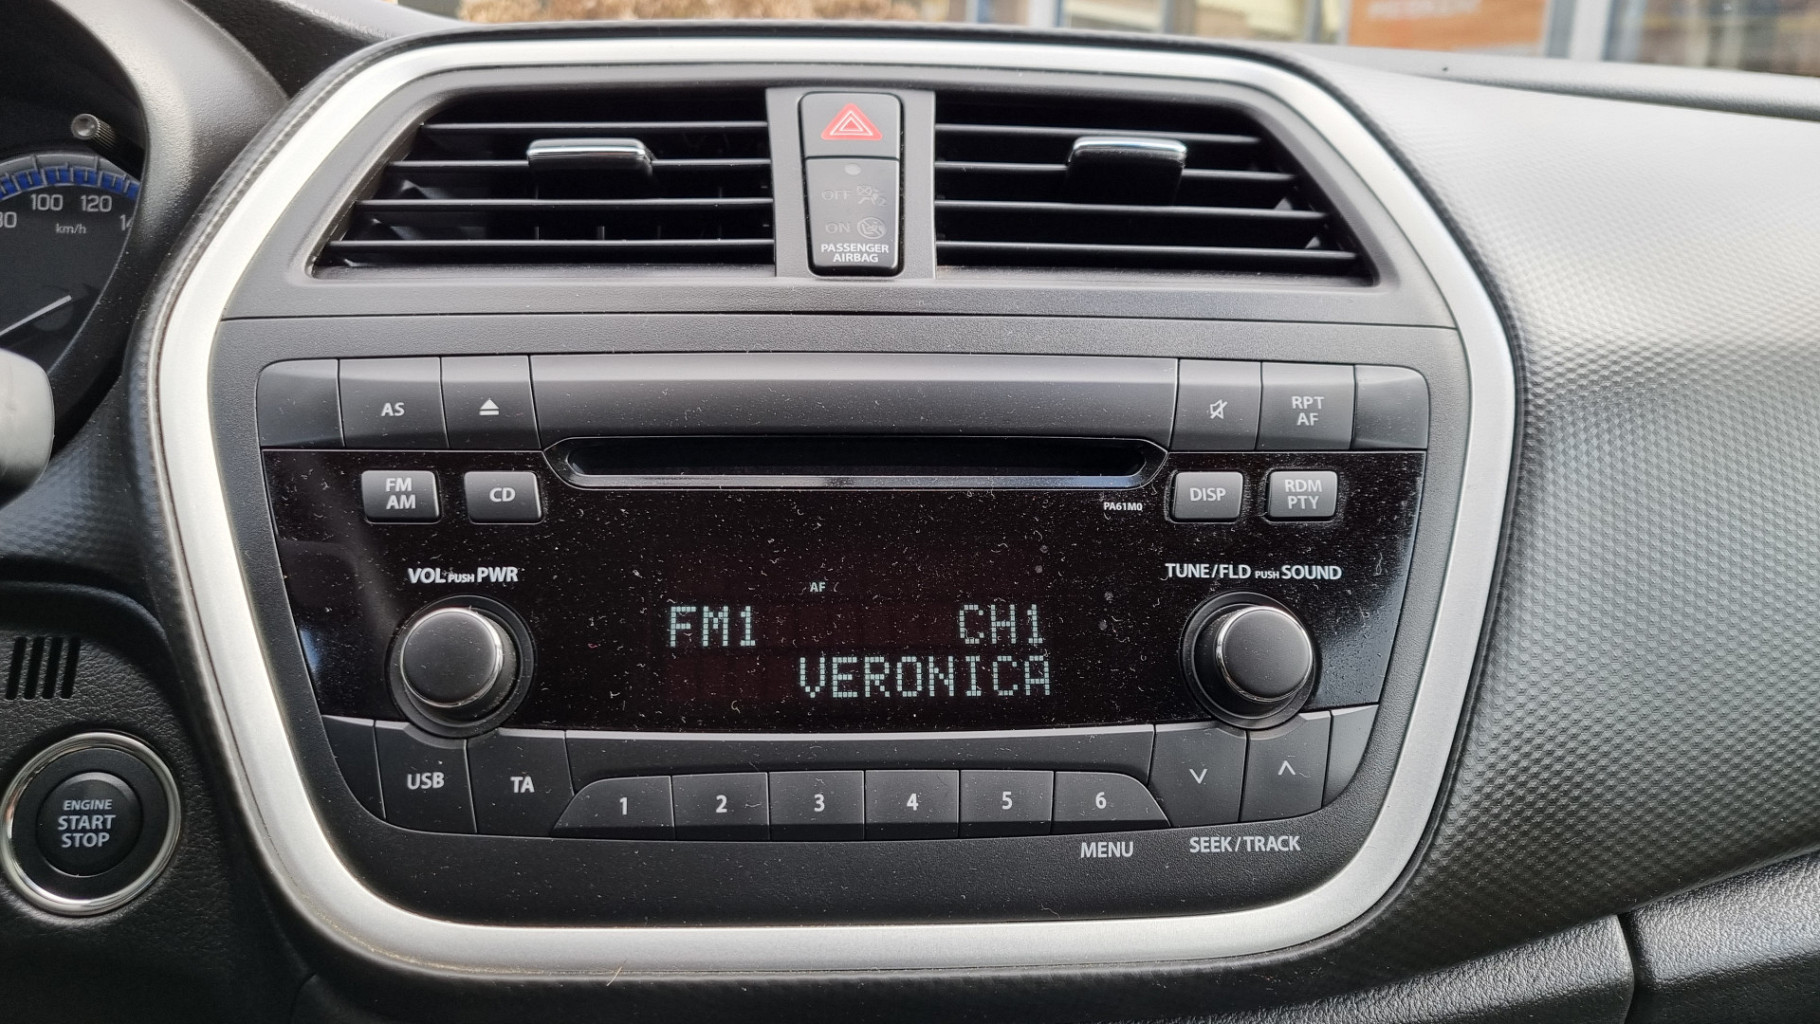 100 120
km/h
OFF
ON
PASSENGER
AIRBAG
AS
RPT
AF
FM
AM
CD
PA61M0
DISP
RDM
PTY
VOL PUSH PWR
TUNE/FLD PUSH SOUND
AF
FM1 CH1
VERONICA
USB
TA
1 2 3 4 5 6
MENU
SEEK/TRACK
ENGINE
START
STOP